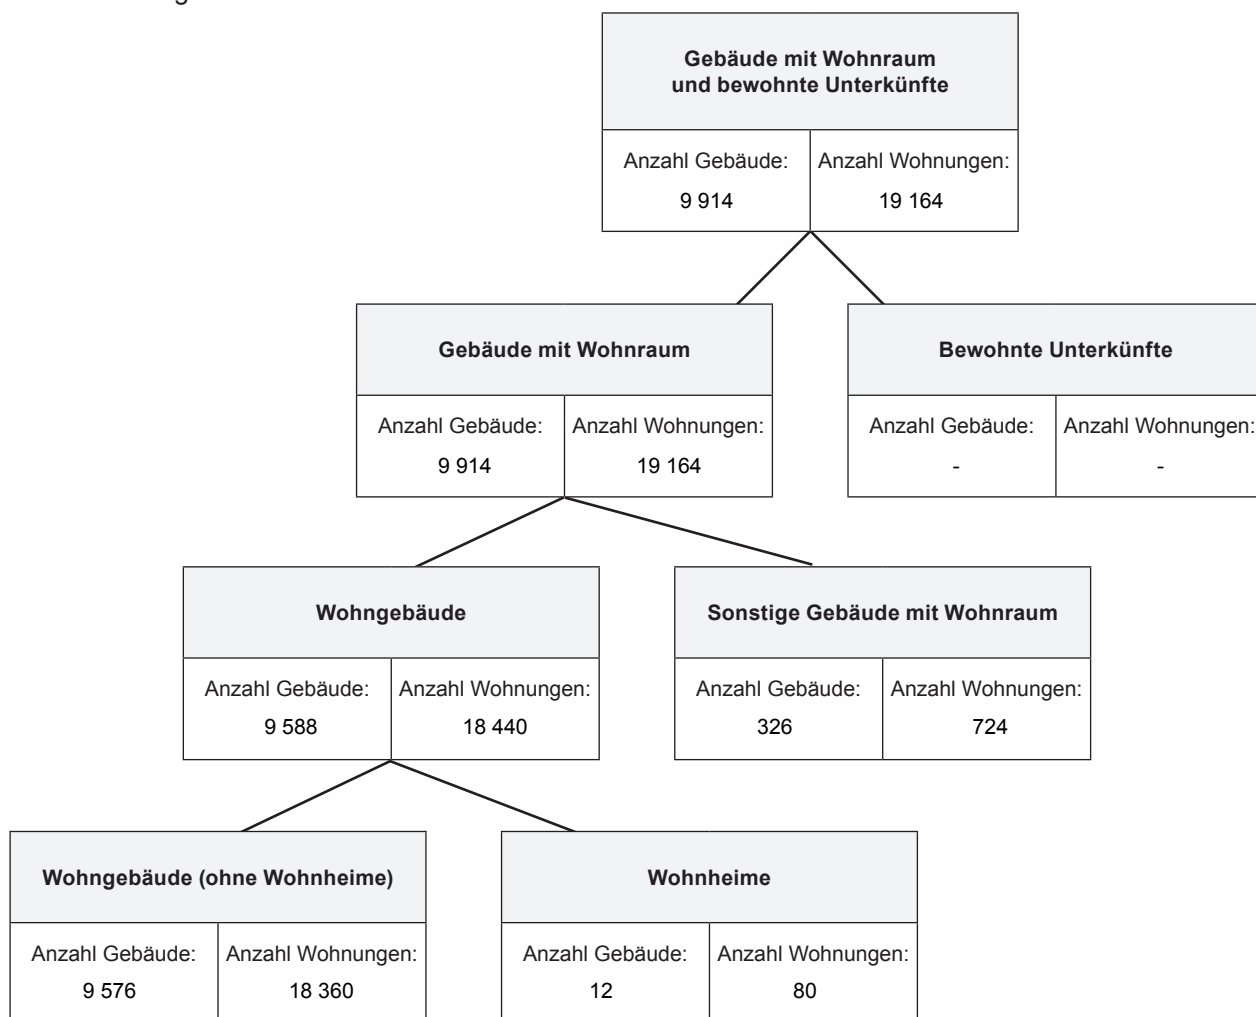 Gebäude mit Wohnraum
und bewohnte Unterkünfte
Anzahl Gebäude: Anzahl Wohnungen:
9 914 19 164
Gebäude mit Wohnraum Bewohnte Unterkünfte
Anzahl Gebäude: Anzahl Wohnungen: Anzahl Gebäude: Anzahl Wohnungen:
9 914 19 164 - -
Wohngebäude Sonstige Gebäude mit Wohnraum
Anzahl Gebäude: Anzahl Wohnungen: Anzahl Gebäude: Anzahl Wohnungen:
9 588 18 440 326 724
Wohngebäude (ohne Wohnheime) Wohnheime
Anzahl Gebäude: Anzahl Wohnungen: Anzahl Gebäude: Anzahl Wohnungen:
9 576 18 360 12 80